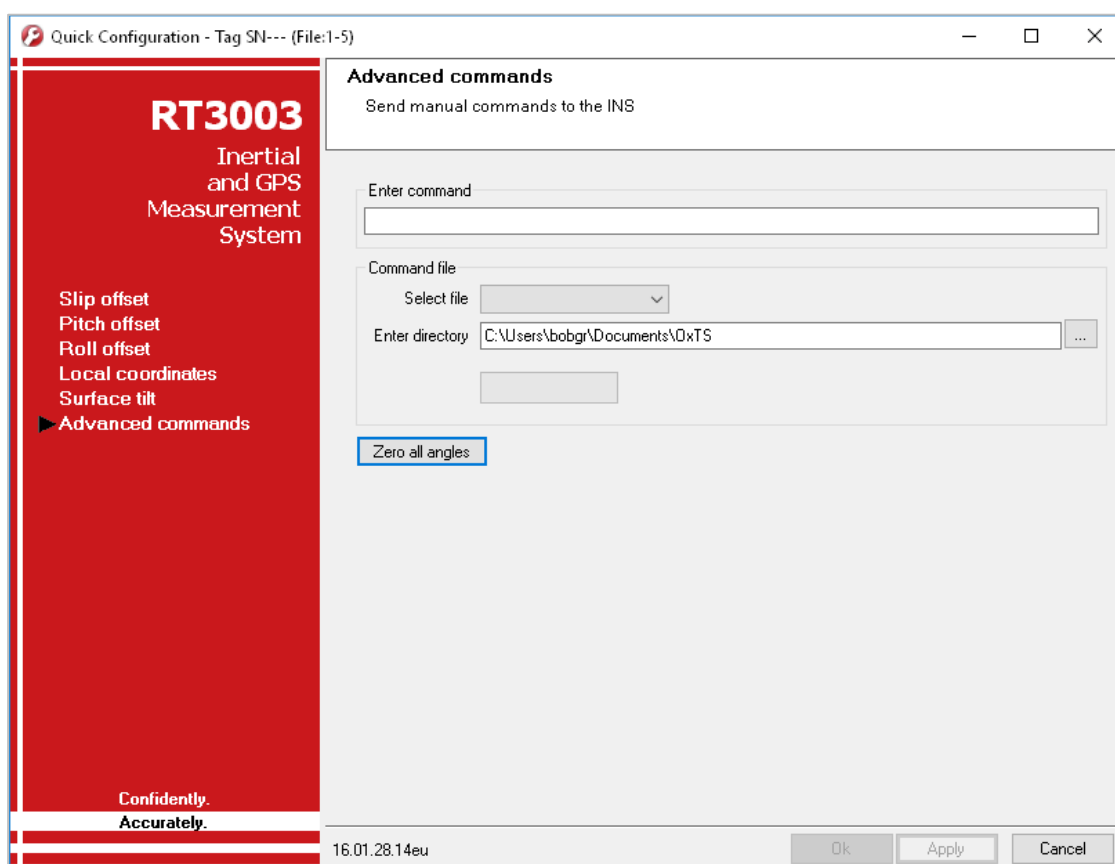 Quick Configuration - Tag SN--- (File:1-5)
RT3003
Inertial
and GPS
Measurement
System
Slip offset
Pitch offset
Roll offset
Local coordinates
Surface tilt
Advanced commands
Confidently.
Accurately.
Advanced commands
Send manual commands to the INS
Enter command
Command file
Select file
Enter directory C:\Users\bobgr\Documents\OxTS ...
Zero all angles
16.01.28.14eu Ok Apply Cancel